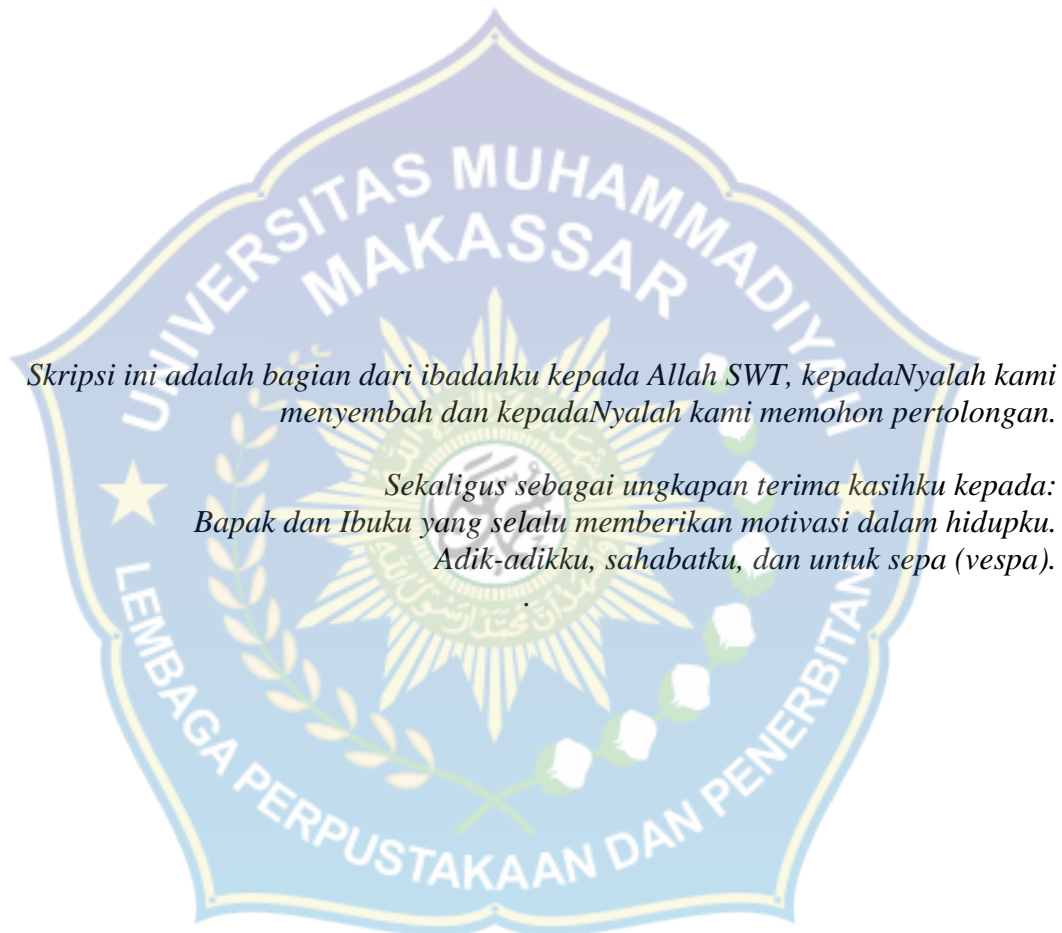 UNIVERSITAS MUHAMMADIYAH
MAKASSAR
Skripsi ini adalah bagian dari ibadahku kepada Allah SWT, kepadaNyalah kami
menyembah dan kepadaNyalah kami memohon pertolongan.
Sekaligus sebagai ungkapan terima kasihku kepada:
Bapak dan Ibuku yang selalu memberikan motivasi dalam hidupku.
Adik-adikku, sahabatku, dan untuk sepa (vespa).
.
LEMBAGA PERPUSTAKAAN DAN PENERBITAN